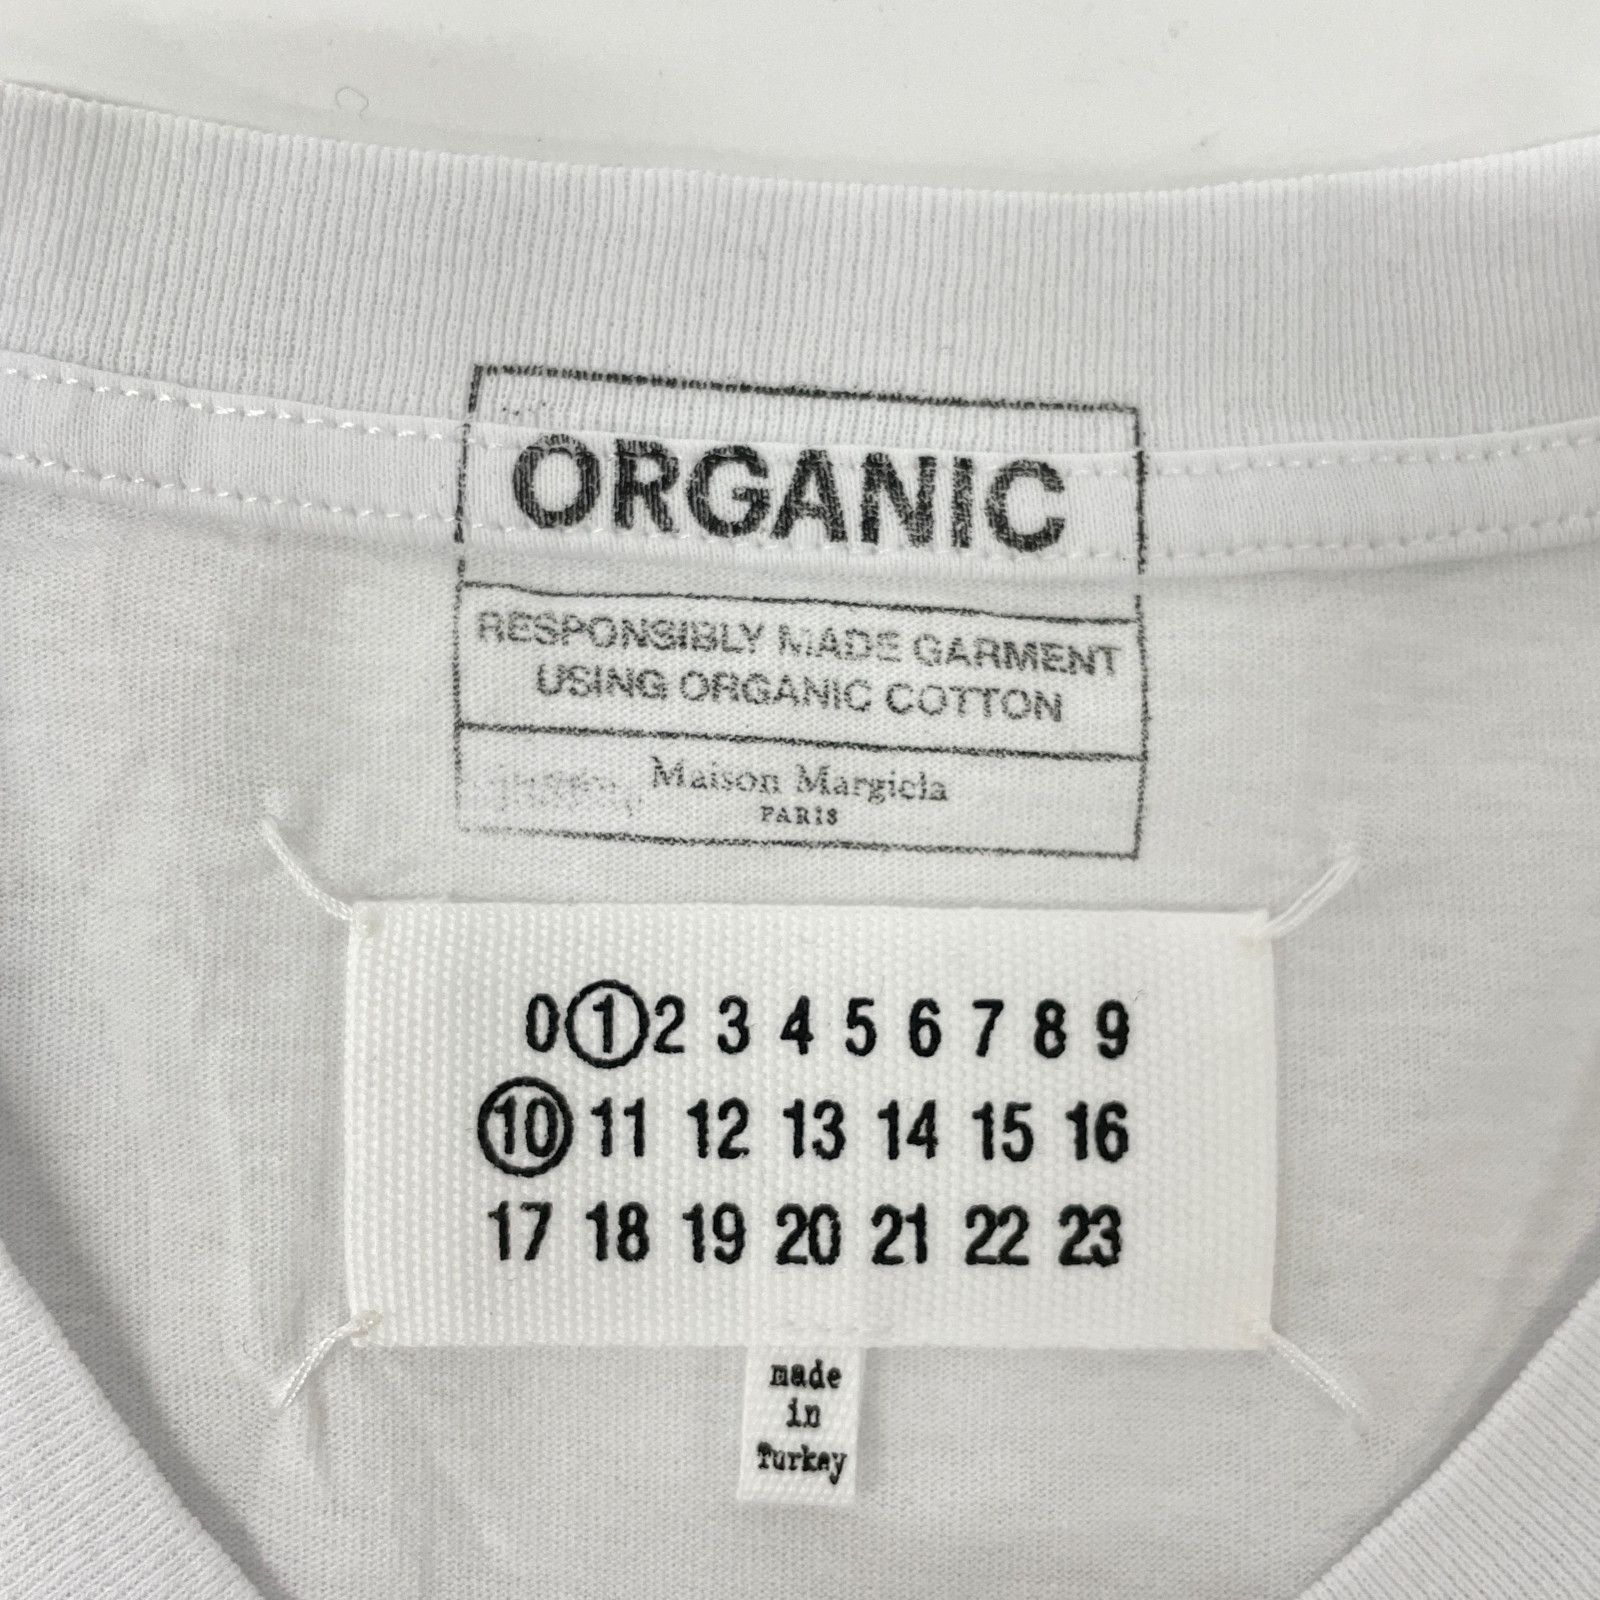 ORGANIC
RESPONSIBLY MADE GARMENT
USING ORGANIC COTTON
Maison Margiela
PARIS
0 1 2 3 4 5 6 7 8 9
10 11 12 13 14 15 16
17 18 19 20 21 22 23
made
in
Turkey